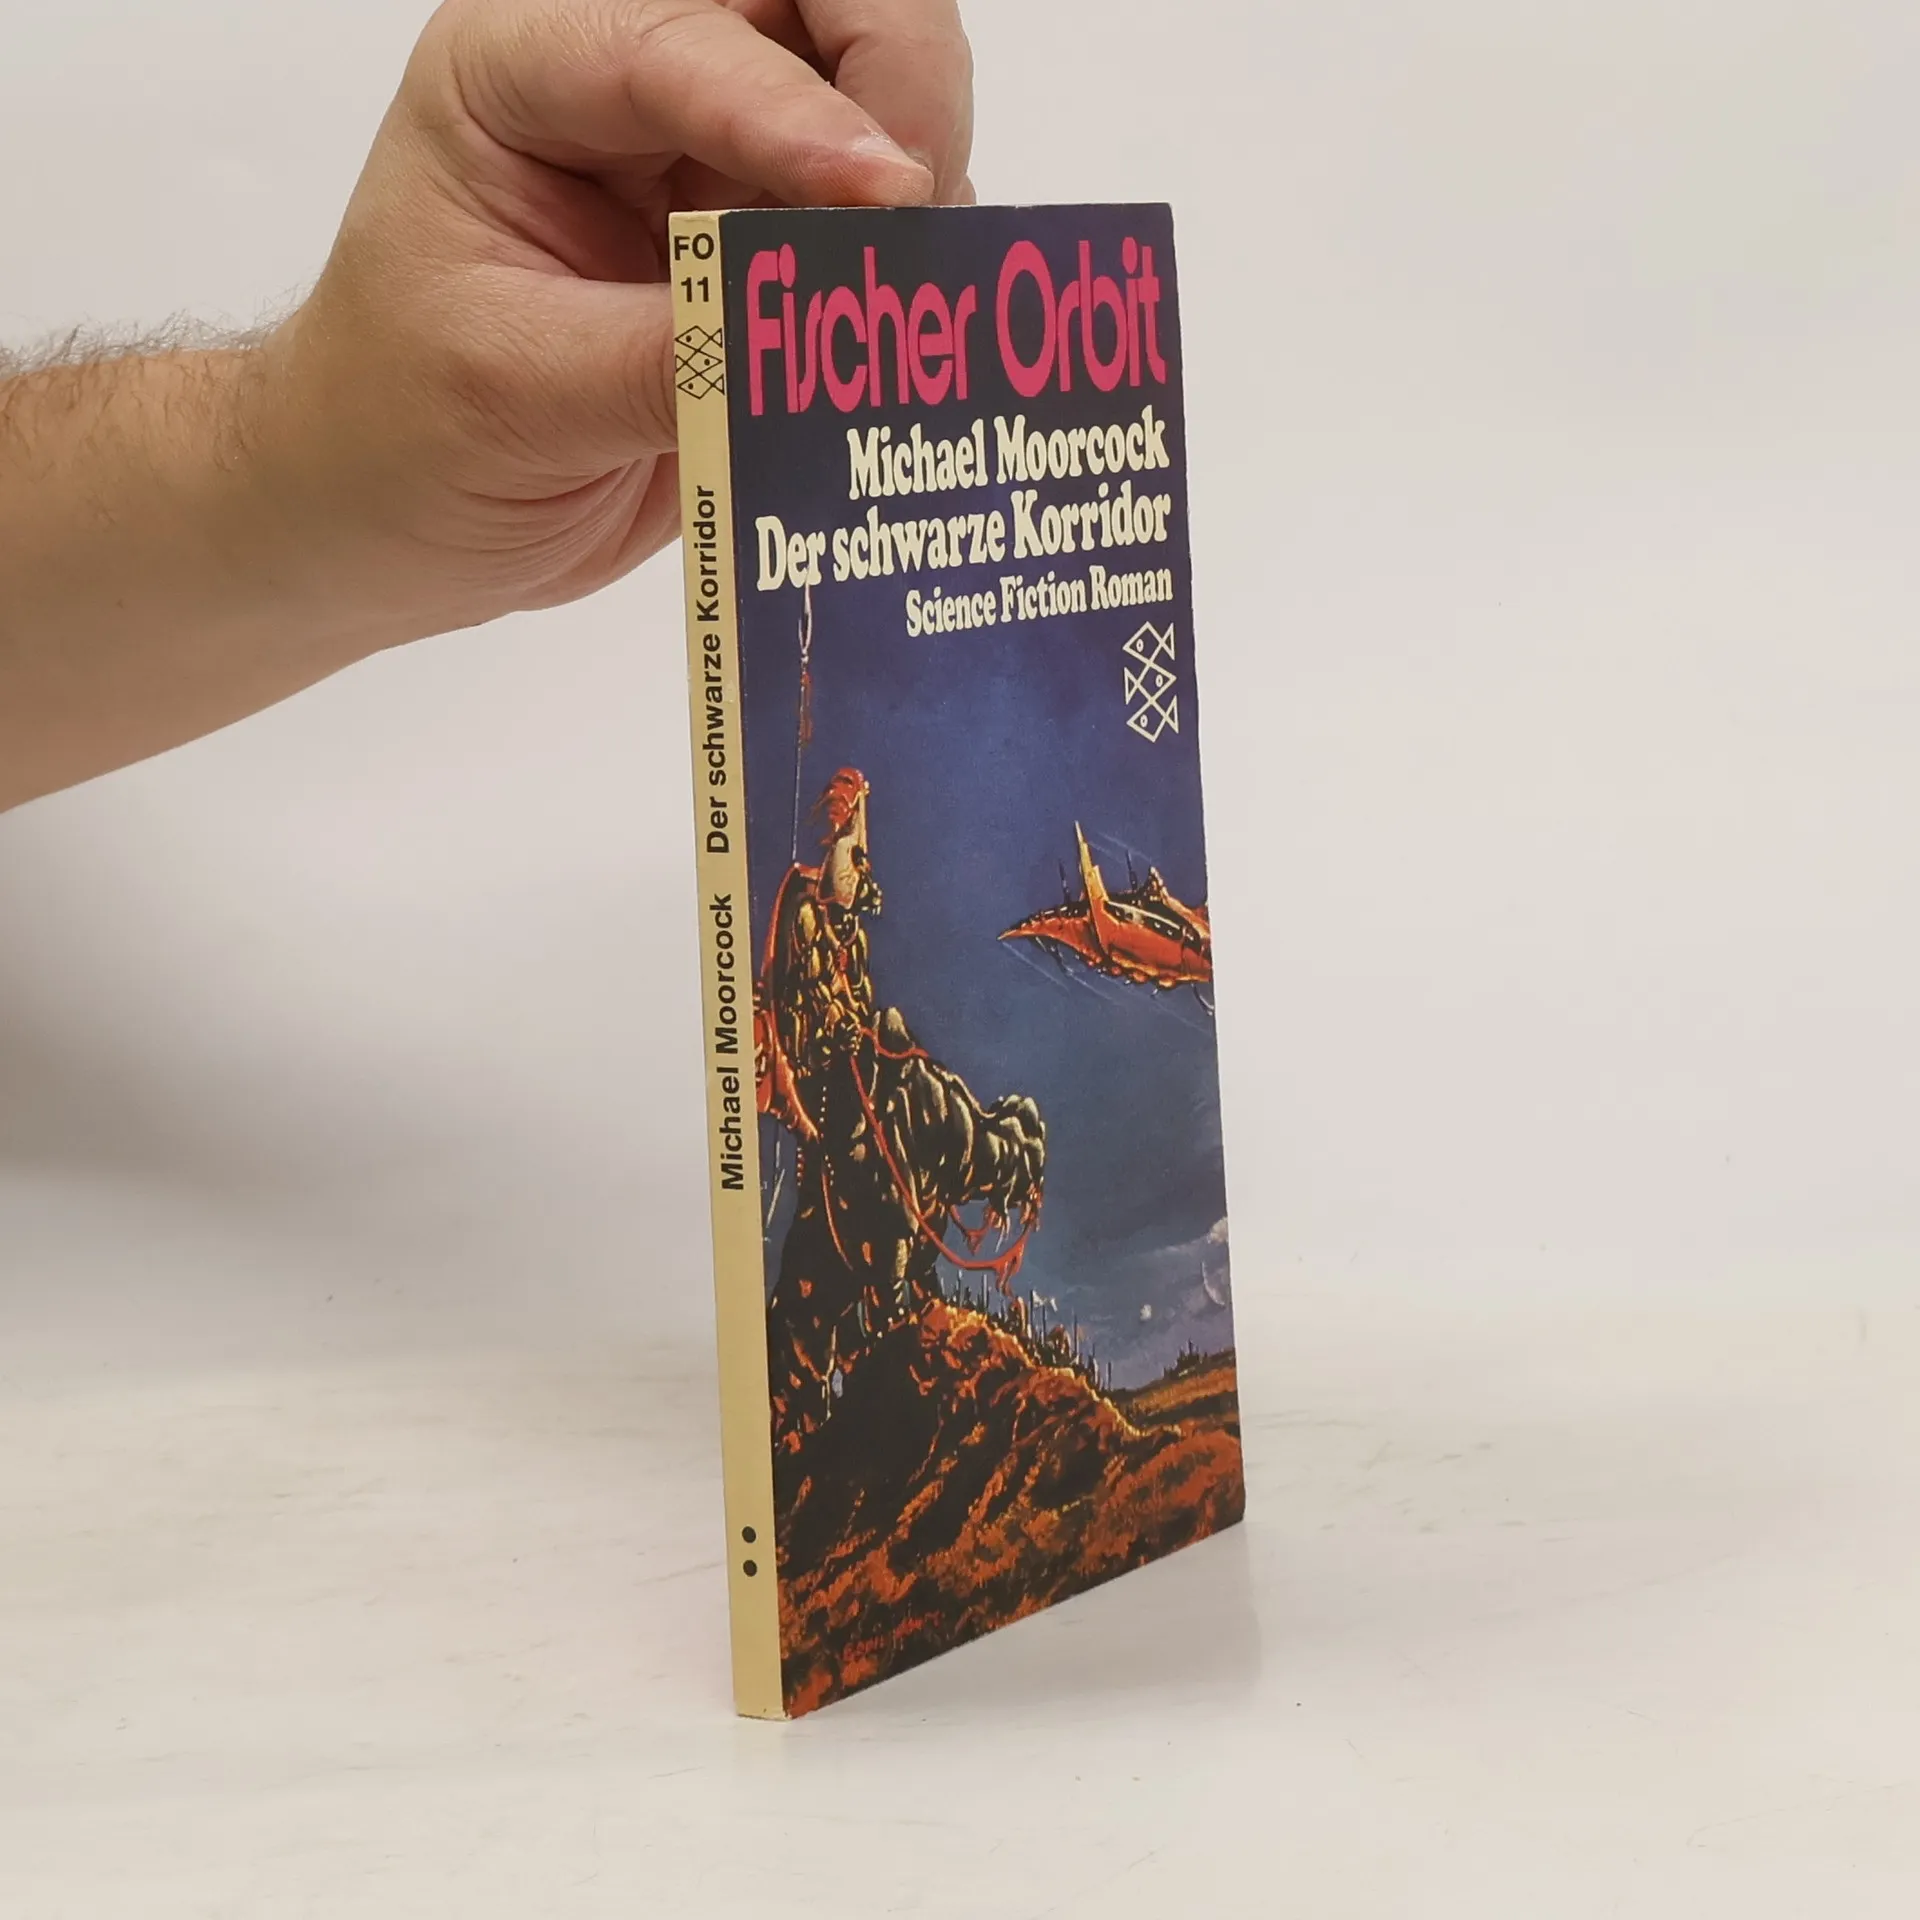 FO
11
Michael Moorcock Der schwarze Korridor
Fischer Orbit
Michael Moorcock
Der schwarze Korridor
Science Fiction Roman